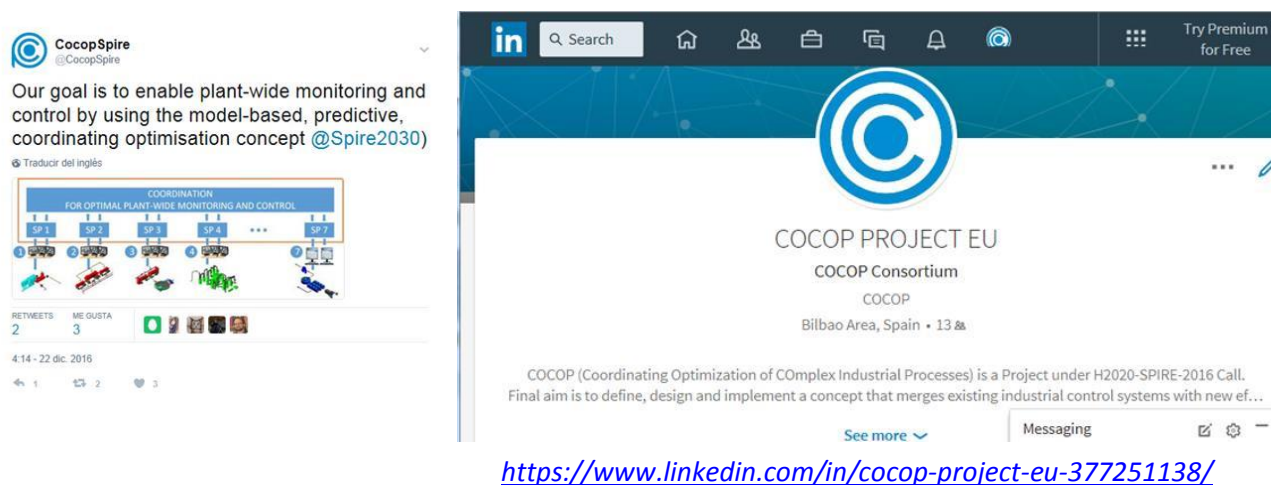 CocopSpire
@CocopSpire
Our goal is to enable plant-wide monitoring and
control by using the model-based, predictive,
coordinating optimisation concept @Spire2030)
Traducir del inglés
COORDINATION
FOR OPTIMAL PLANT-WIDE MONITORING AND CONTROL
SP 1 SP 2 SP 3 SP 4 ••• SP 7
1 2 3 4 7
RETWEETS ME GUSTA
2 3
4:14 - 22 dic. 2016
1 2 3
in Search Try Premium
for Free
COCOP PROJECT EU
COCOP Consortium
COCOP
Bilbao Area, Spain • 13
COCOP (Coordinating Optimization of COmplex Industrial Processes) is a Project under H2020-SPIRE-2016 Call.
Final aim is to define, design and implement a concept that merges existing industrial control systems with new ef…
See more
Messaging
https://www.linkedin.com/in/cocop-project-eu-377251138/